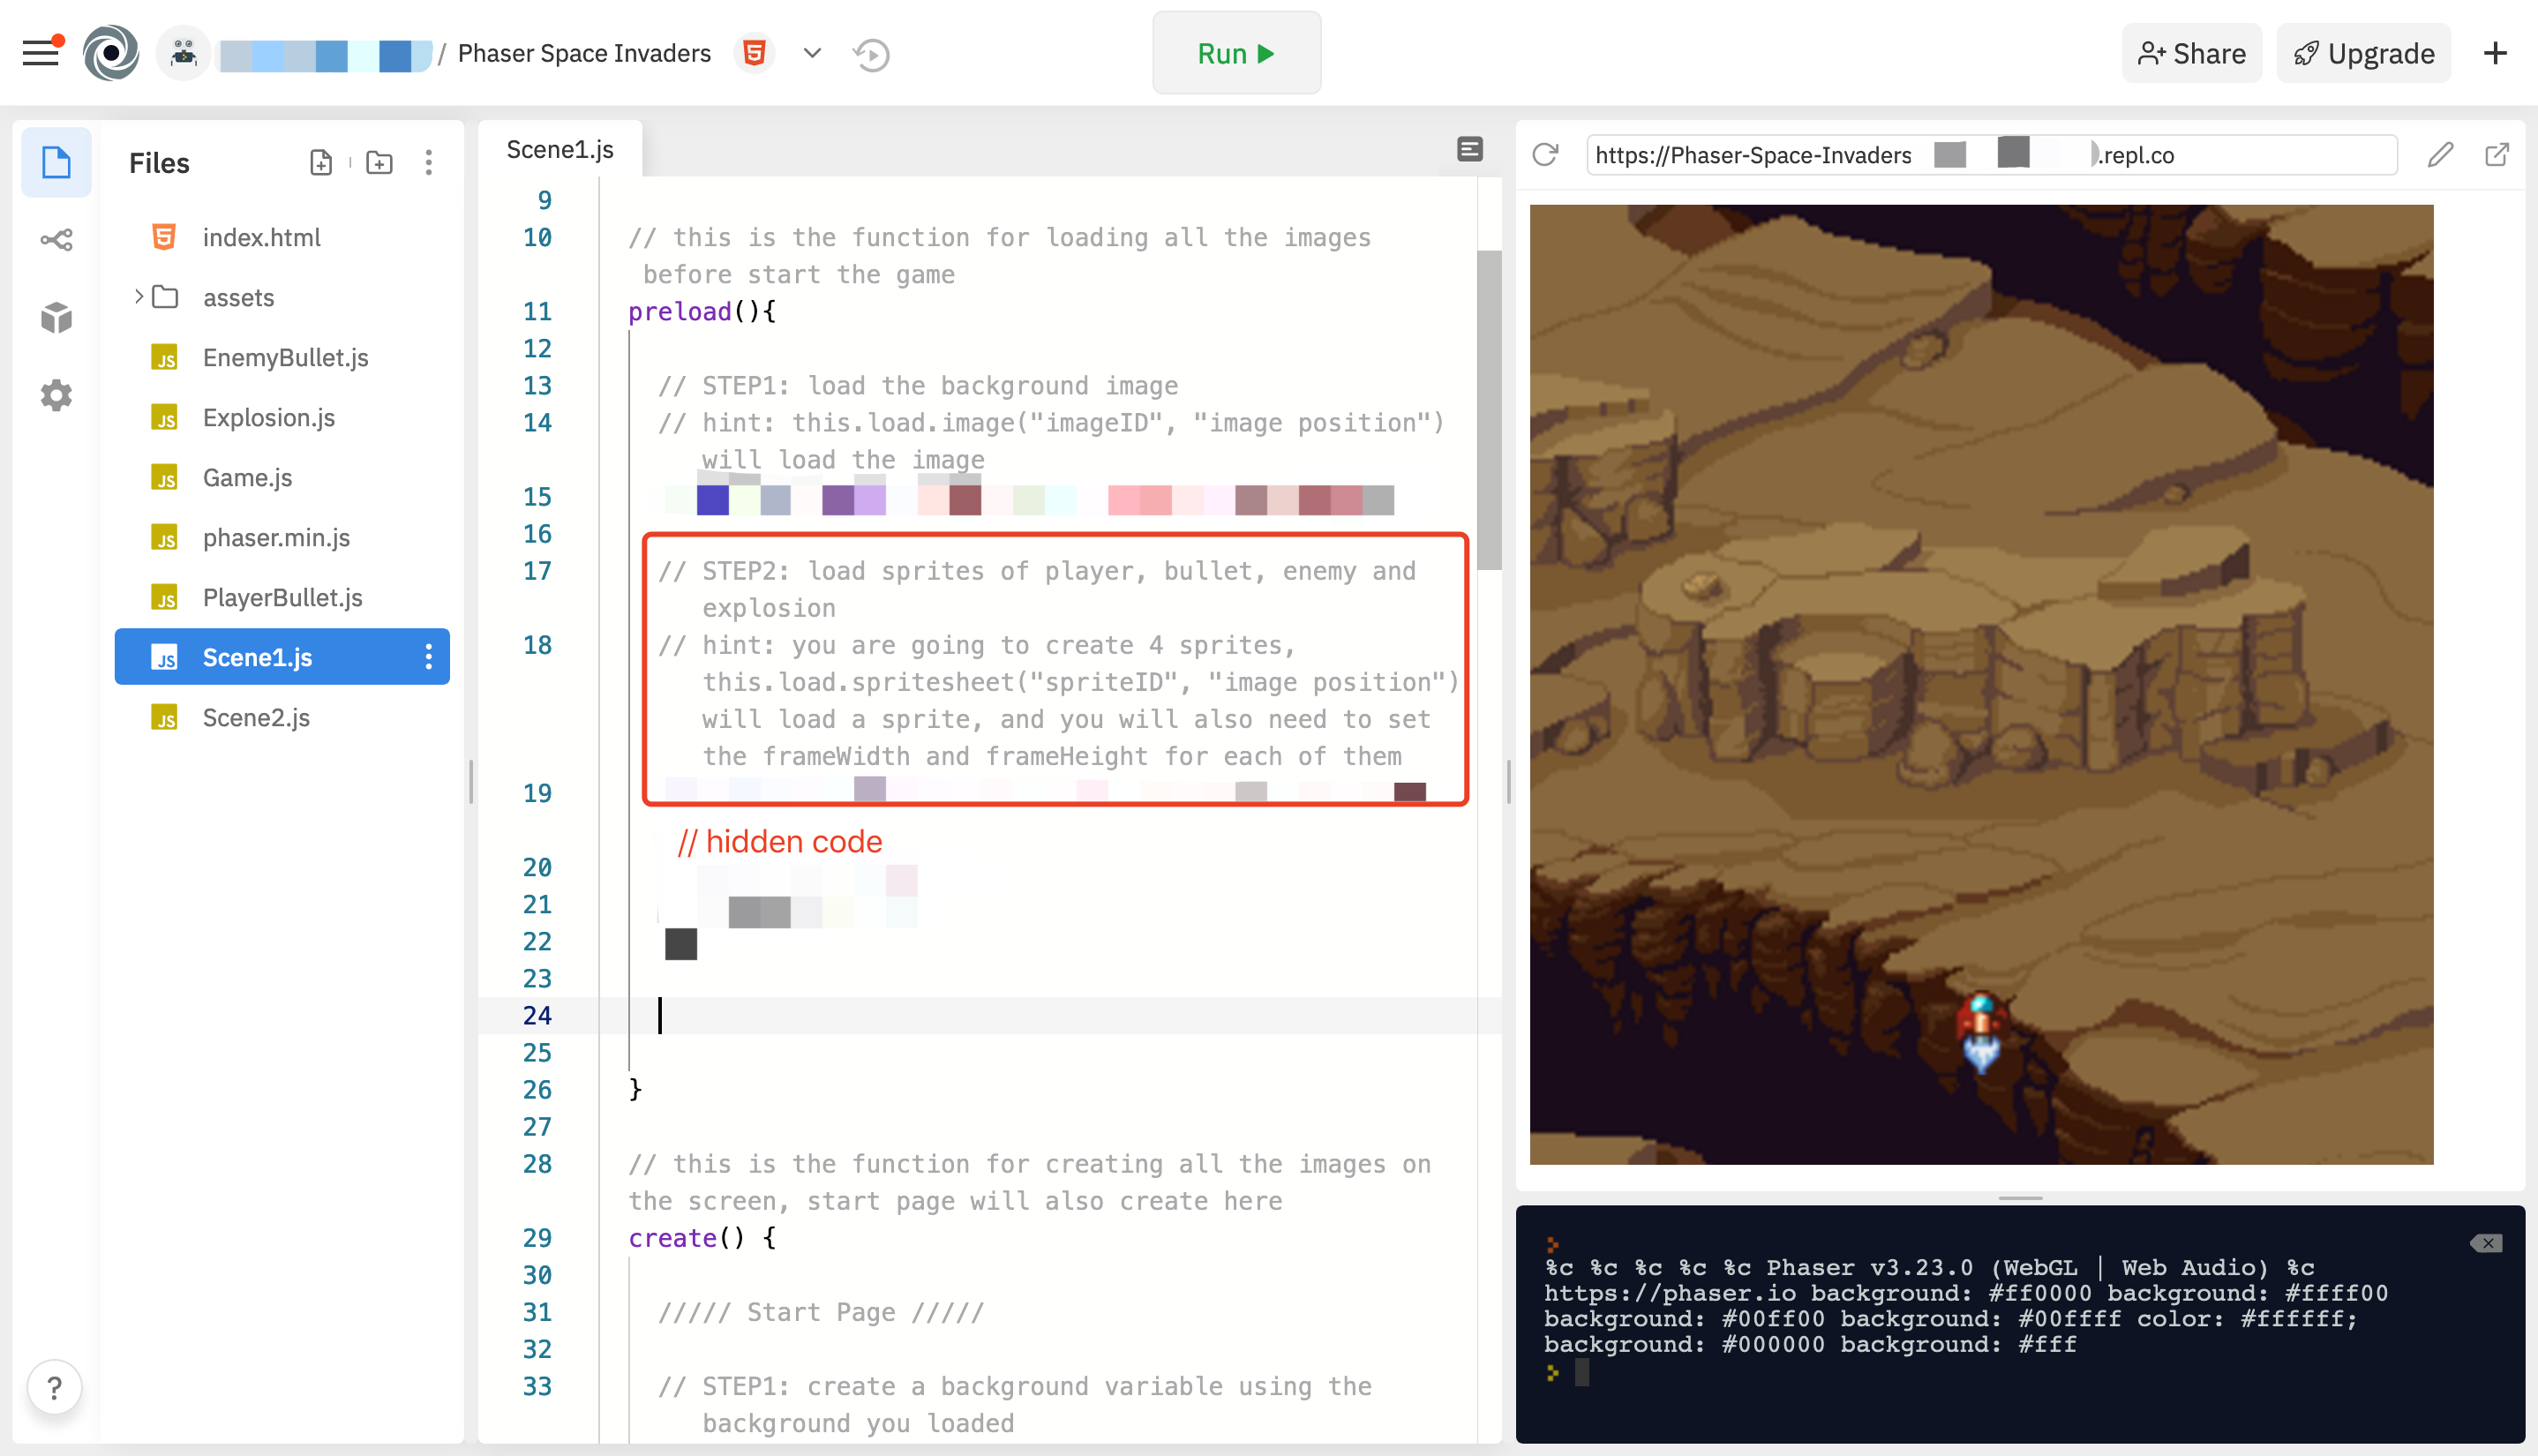 / Phaser Space Invaders
Run
Share
Upgrade
Files
index.html
assets
EnemyBullet.js
Explosion.js
Game.js
phaser.min.js
PlayerBullet.js
Scene1.js
Scene2.js
Scene1.js
9
10 // this is the function for loading all the images
before start the game
11 preload(){
12
13 // STEP1: load the background image
14 // hint: this.load.image("imageID", "image position")
will load the image
15
16
17 // STEP2: load sprites of player, bullet, enemy and
explosion
18 // hint: you are going to create 4 sprites,
this.load.spritesheet("spriteID", "image position")
will load a sprite, and you will also need to set
the frameWidth and frameHeight for each of them
19
// hidden code
20
21
22
23
24
25
26 }
27
28 // this is the function for creating all the images on
the screen, start page will also create here
29 create() {
30
31 ///// Start Page /////
32
33 // STEP1: create a background variable using the
background you loaded
https://Phaser-Space-Invaders
.repl.co
%c %c %c %c %c Phaser v3.23.0 (WebGL | Web Audio) %c
https://phaser.io background: #ff0000 background: #ffff00
background: #00ff00 background: #00ffff color: #ffffff;
background: #000000 background: #fff
?